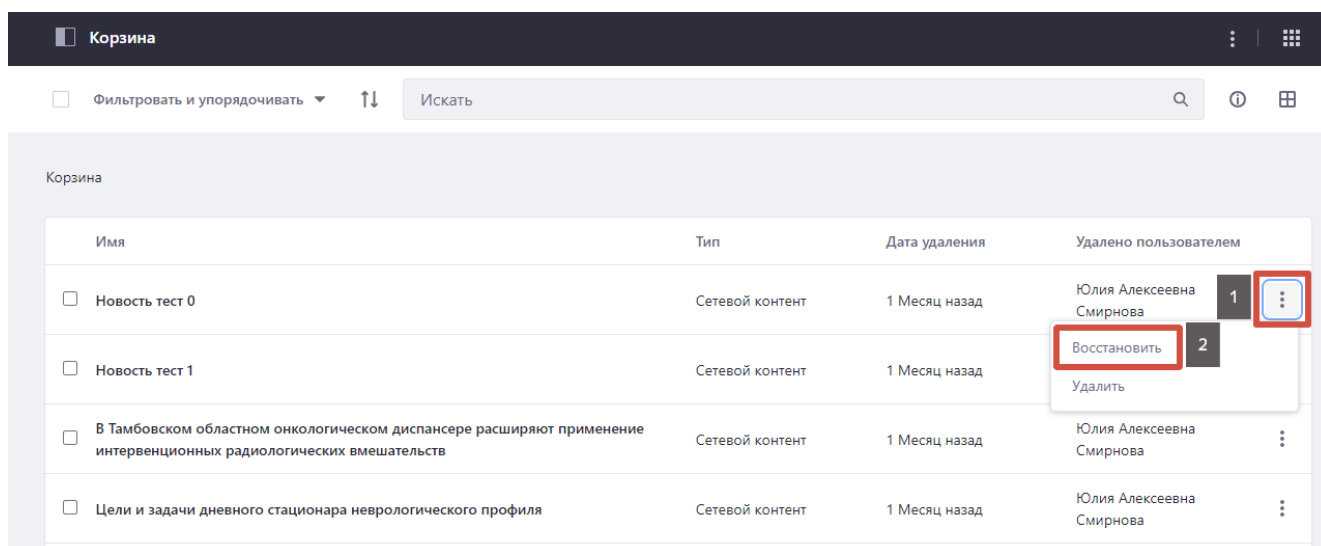 Корзина
Фильтровать и упорядочивать
Искать
Корзина
Имя Тип Дата удаления Удалено пользователем
Новость тест 0 Сетевой контент 1 Месяц назад Юлия Алексеевна
Смирнова
1
Восстановить 2
Новость тест 1 Сетевой контент 1 Месяц назад
Удалить
В Тамбовском областном онкологическом диспансере расширяют применение
интервенционных радиологических вмешательств
Сетевой контент 1 Месяц назад Юлия Алексеевна
Смирнова
Цели и задачи дневного стационара неврологического профиля Сетевой контент 1 Месяц назад Юлия Алексеевна
Смирнова